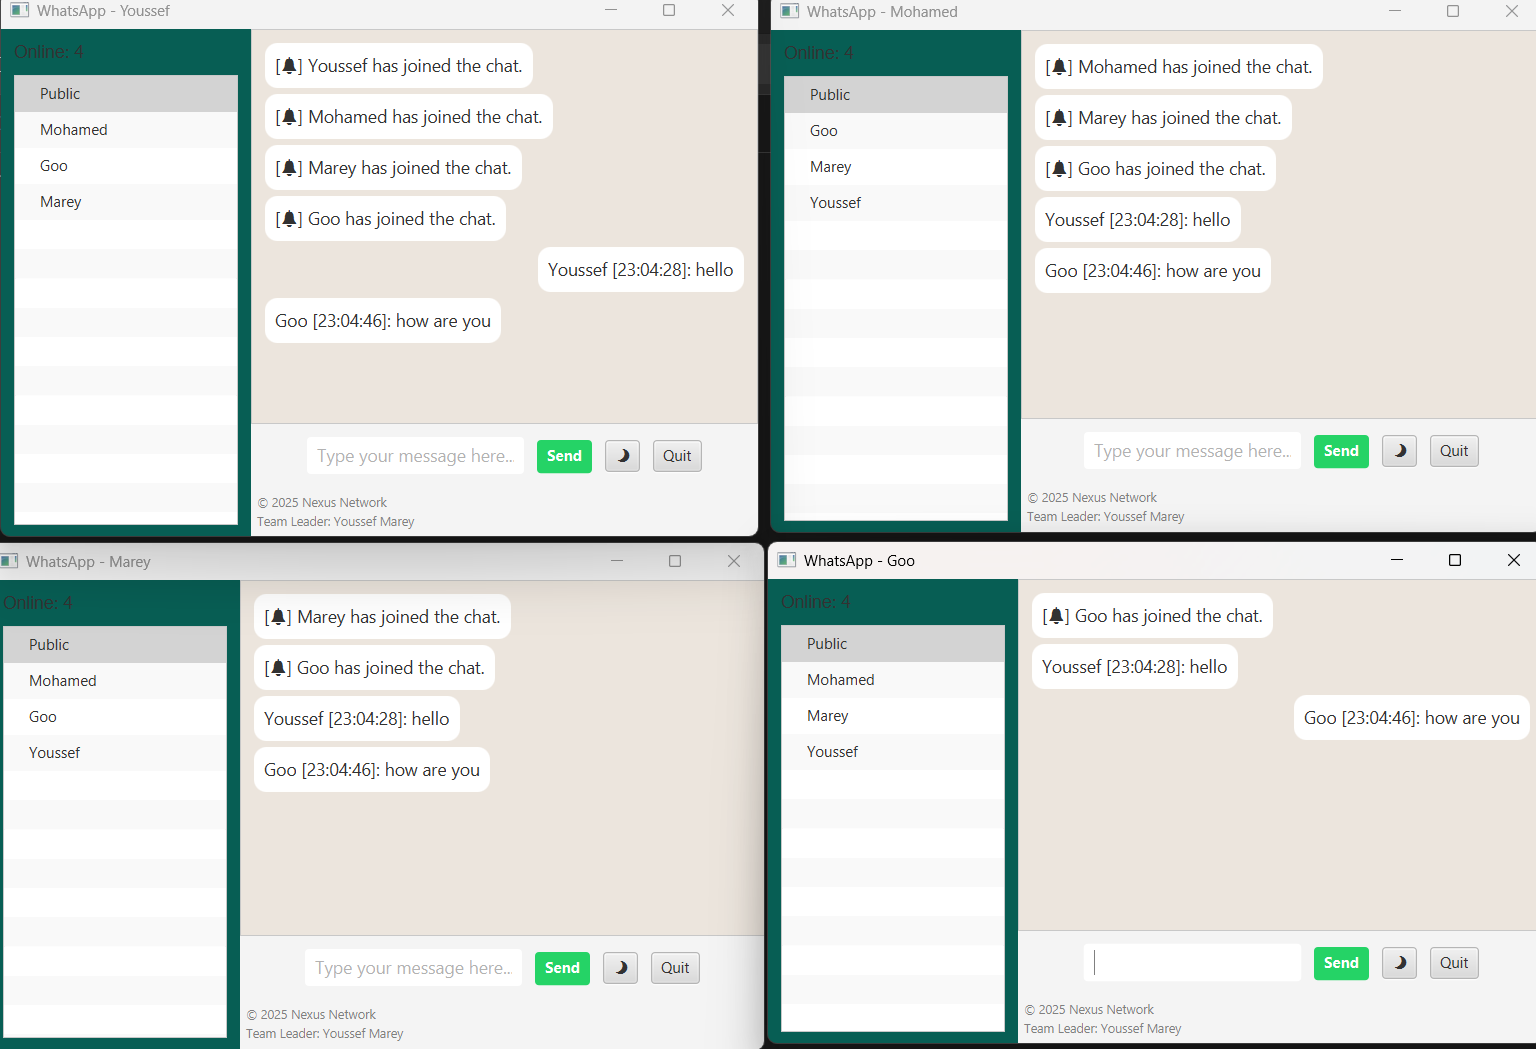 WhatsApp - Youssef
Online: 4
Public
Mohamed
Goo
Marey
[🔔] Youssef has joined the chat.
[🔔] Mohamed has joined the chat.
[🔔] Marey has joined the chat.
[🔔] Goo has joined the chat.
Youssef [23:04:28]: hello
Goo [23:04:46]: how are you
Type your message here..
Send
Quit
© 2025 Nexus Network
Team Leader: Youssef Marey
WhatsApp - Mohamed
Online: 4
Public
Goo
Marey
Youssef
[🔔] Mohamed has joined the chat.
[🔔] Marey has joined the chat.
[🔔] Goo has joined the chat.
Youssef [23:04:28]: hello
Goo [23:04:46]: how are you
Type your message here..
Send
Quit
© 2025 Nexus Network
Team Leader: Youssef Marey
WhatsApp - Marey
Online: 4
Public
Mohamed
Goo
Youssef
[🔔] Marey has joined the chat.
[🔔] Goo has joined the chat.
Youssef [23:04:28]: hello
Goo [23:04:46]: how are you
Type your message here..
Send
Quit
© 2025 Nexus Network
Team Leader: Youssef Marey
WhatsApp - Goo
Online: 4
Public
Mohamed
Marey
Youssef
[🔔] Goo has joined the chat.
Youssef [23:04:28]: hello
Goo [23:04:46]: how are you
Send
Quit
© 2025 Nexus Network
Team Leader: Youssef Marey